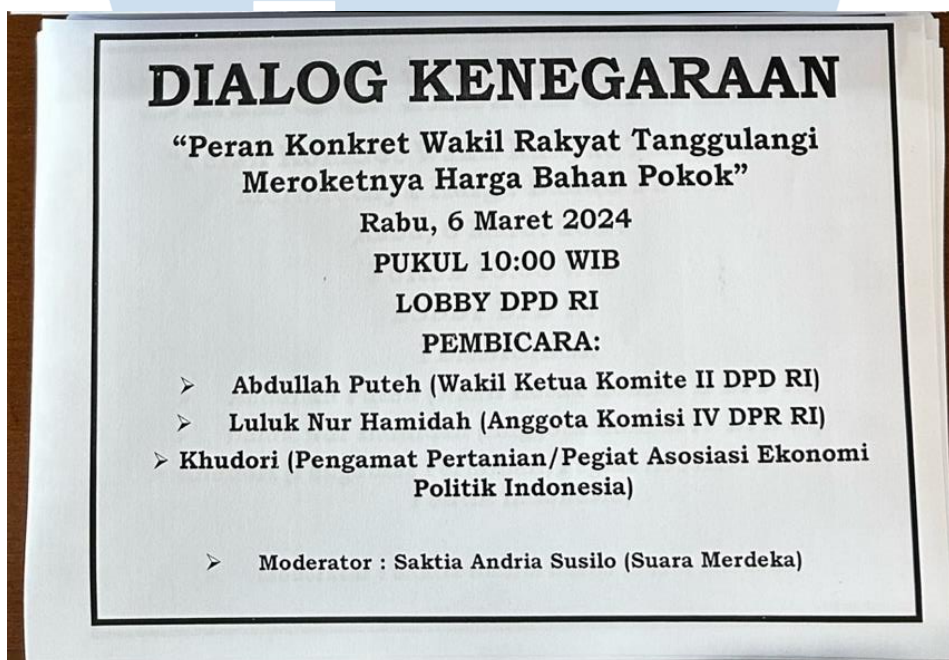 DIALOG KENEGARAAN
“Peran Konkret Wakil Rakyat Tanggulangi
Meroketnya Harga Bahan Pokok”
Rabu, 6 Maret 2024
PUKUL 10:00 WIB
LOBBY DPD RI
PEMBICARA:
➢ Abdullah Puteh (Wakil Ketua Komite II DPD RI)
➢ Luluk Nur Hamidah (Anggota Komisi IV DPR RI)
➢ Khudori (Pengamat Pertanian/Pegiat Asosiasi Ekonomi
Politik Indonesia)
➢ Moderator : Saktia Andria Susilo (Suara Merdeka)